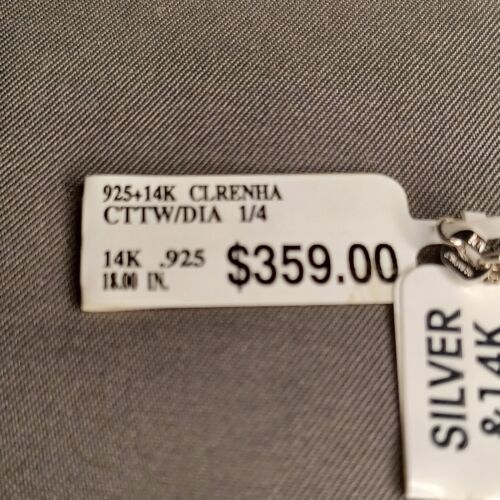 925+14K CLRENHA
CTTW/DIA 1/4
14K .925 $359.00
18.00 IN.
SILVER
&14K